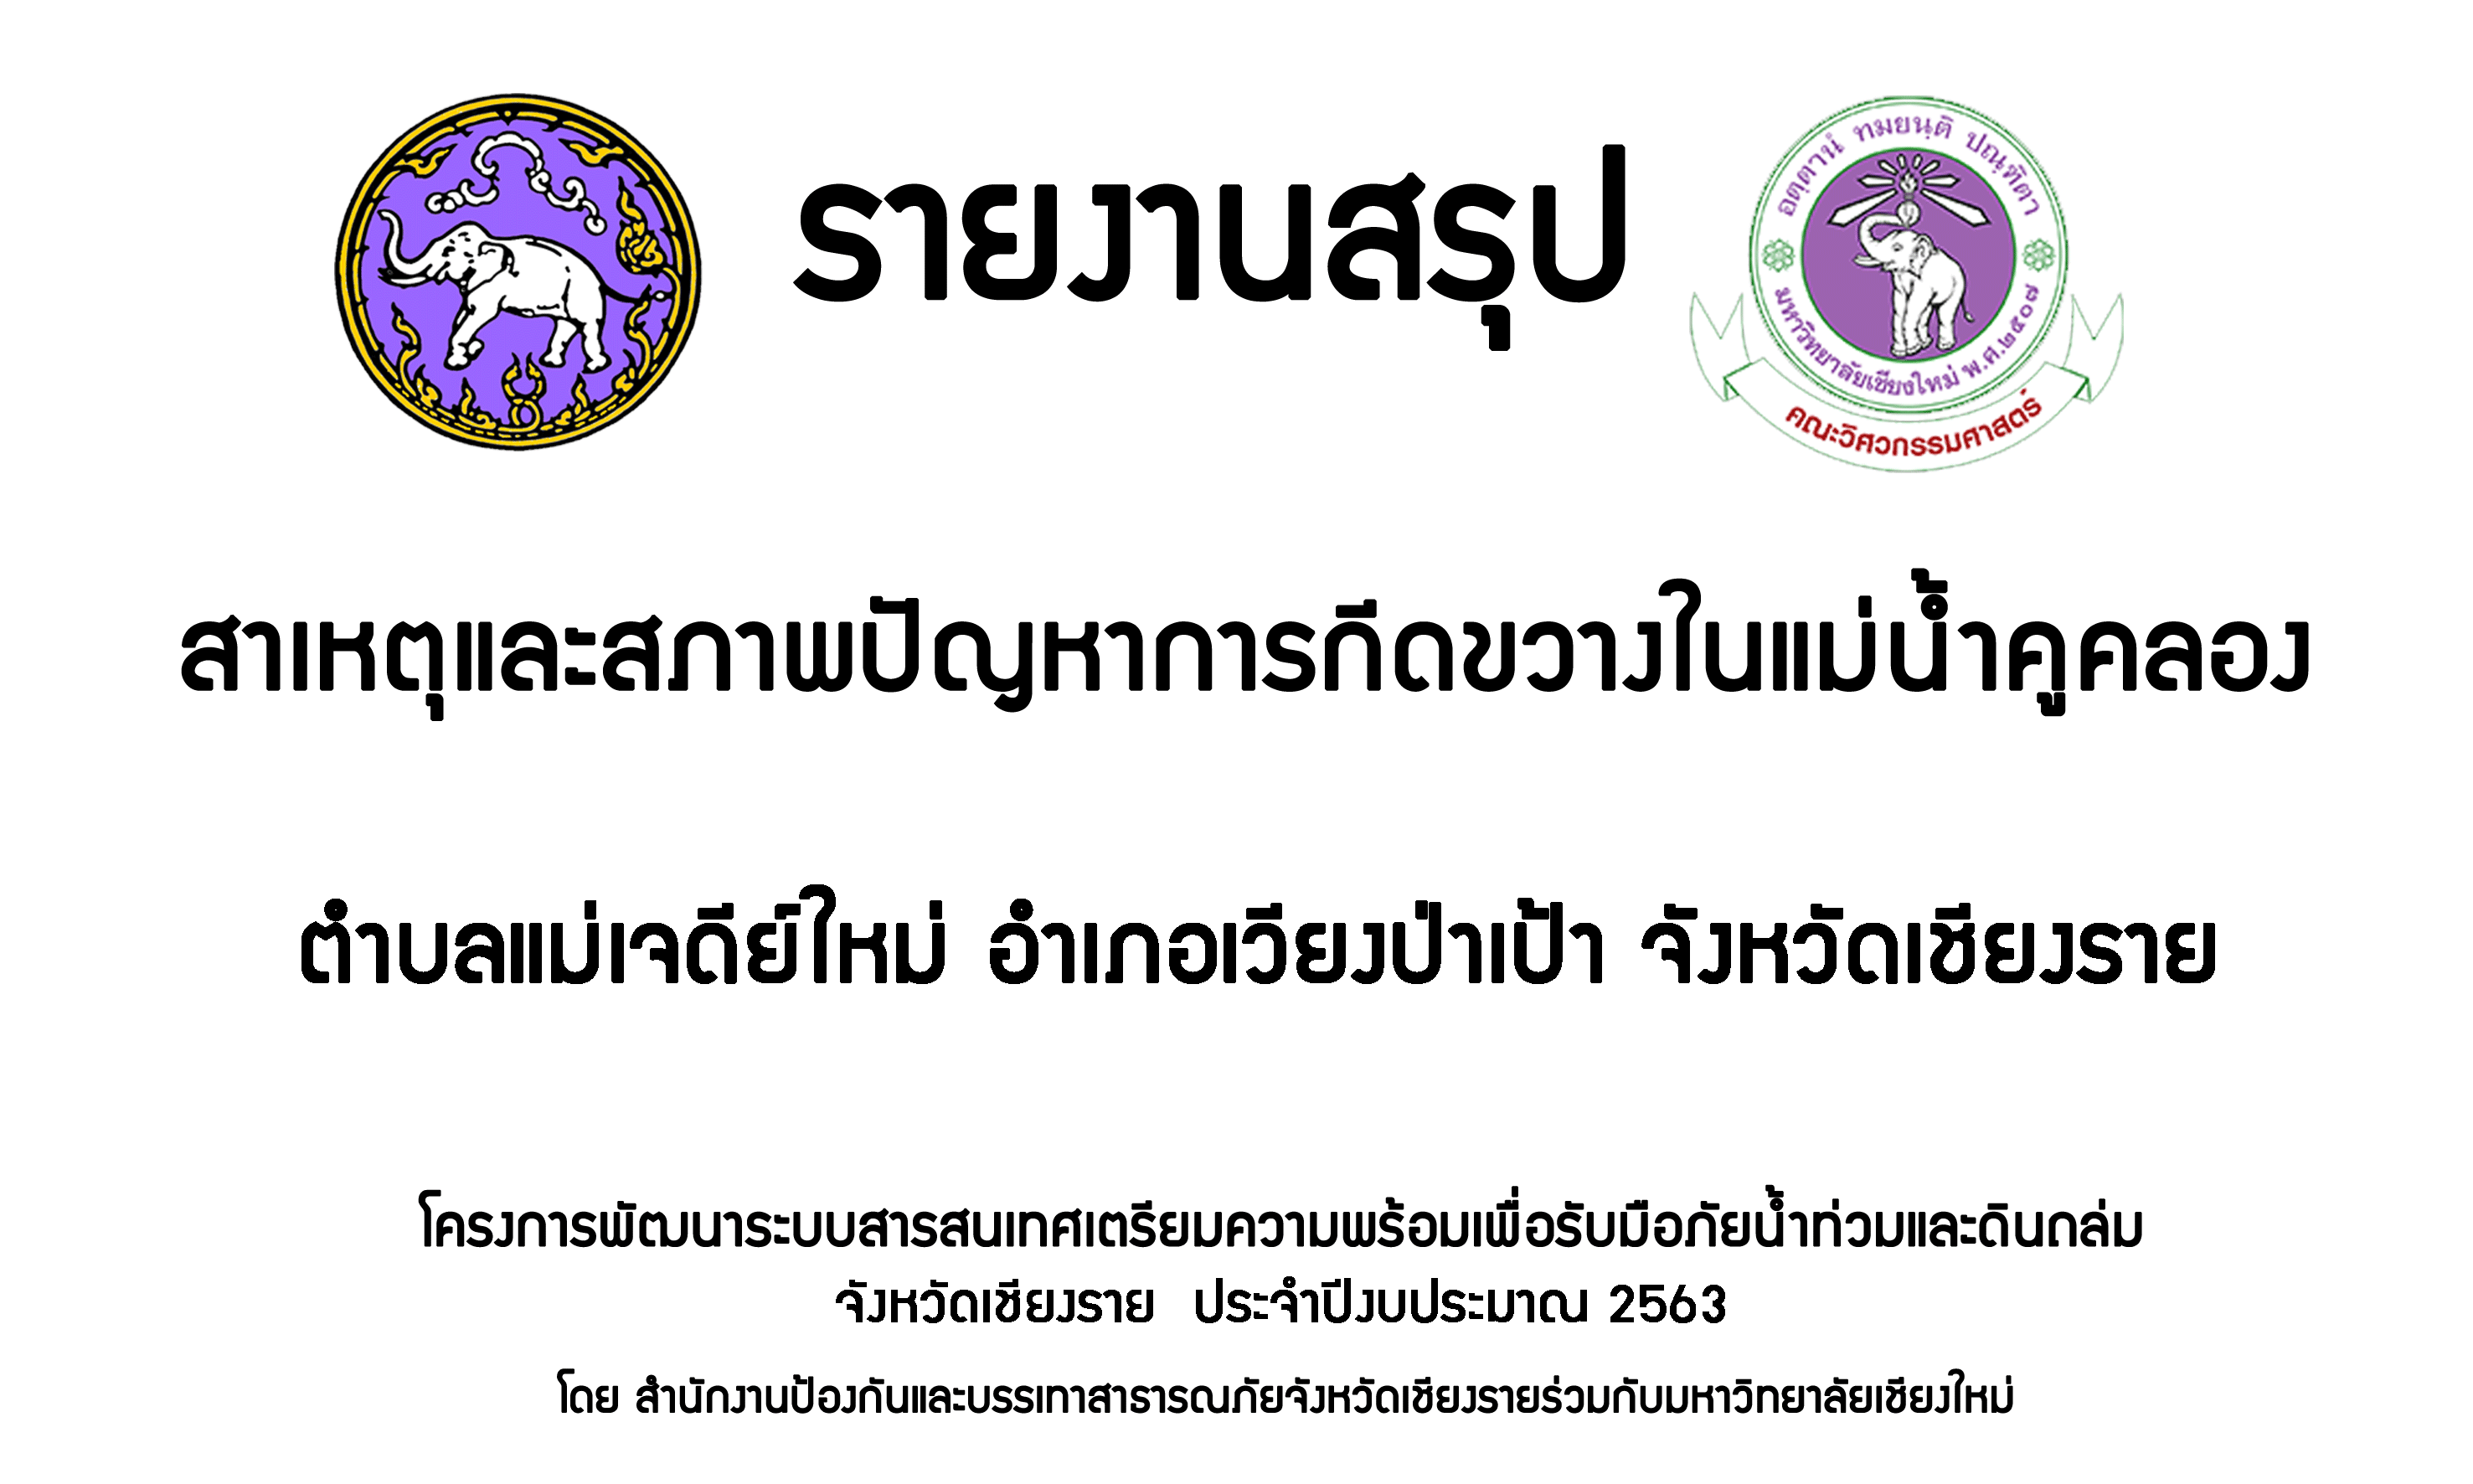 รายงานสรุป
อตฺตานํ ทมยนฺติ ปณฺฑิตา
มหาวิทยาลัยเชียงใหม่ พ.ศ.๒๕๐๗
คณะวิศวกรรมศาสตร์
สาเหตุและสภาพปัญหาการกีดขวางในแม่น้ำคูคลอง
ตำบลแม่เจดีย์ใหม่ อำเภอเวียงป่าเป้า จังหวัดเชียงราย
โครงการพัฒนาระบบสารสนเทศเตรียมความพร้อมเพื่อรับมือภัยน้ำท่วมและดินถล่ม
จังหวัดเชียงราย ประจำปีงบประมาณ 2563
โดย สำนักงานป้องกันและบรรเทาสาธารณภัยจังหวัดเชียงรายร่วมกับมหาวิทยาลัยเชียงใหม่